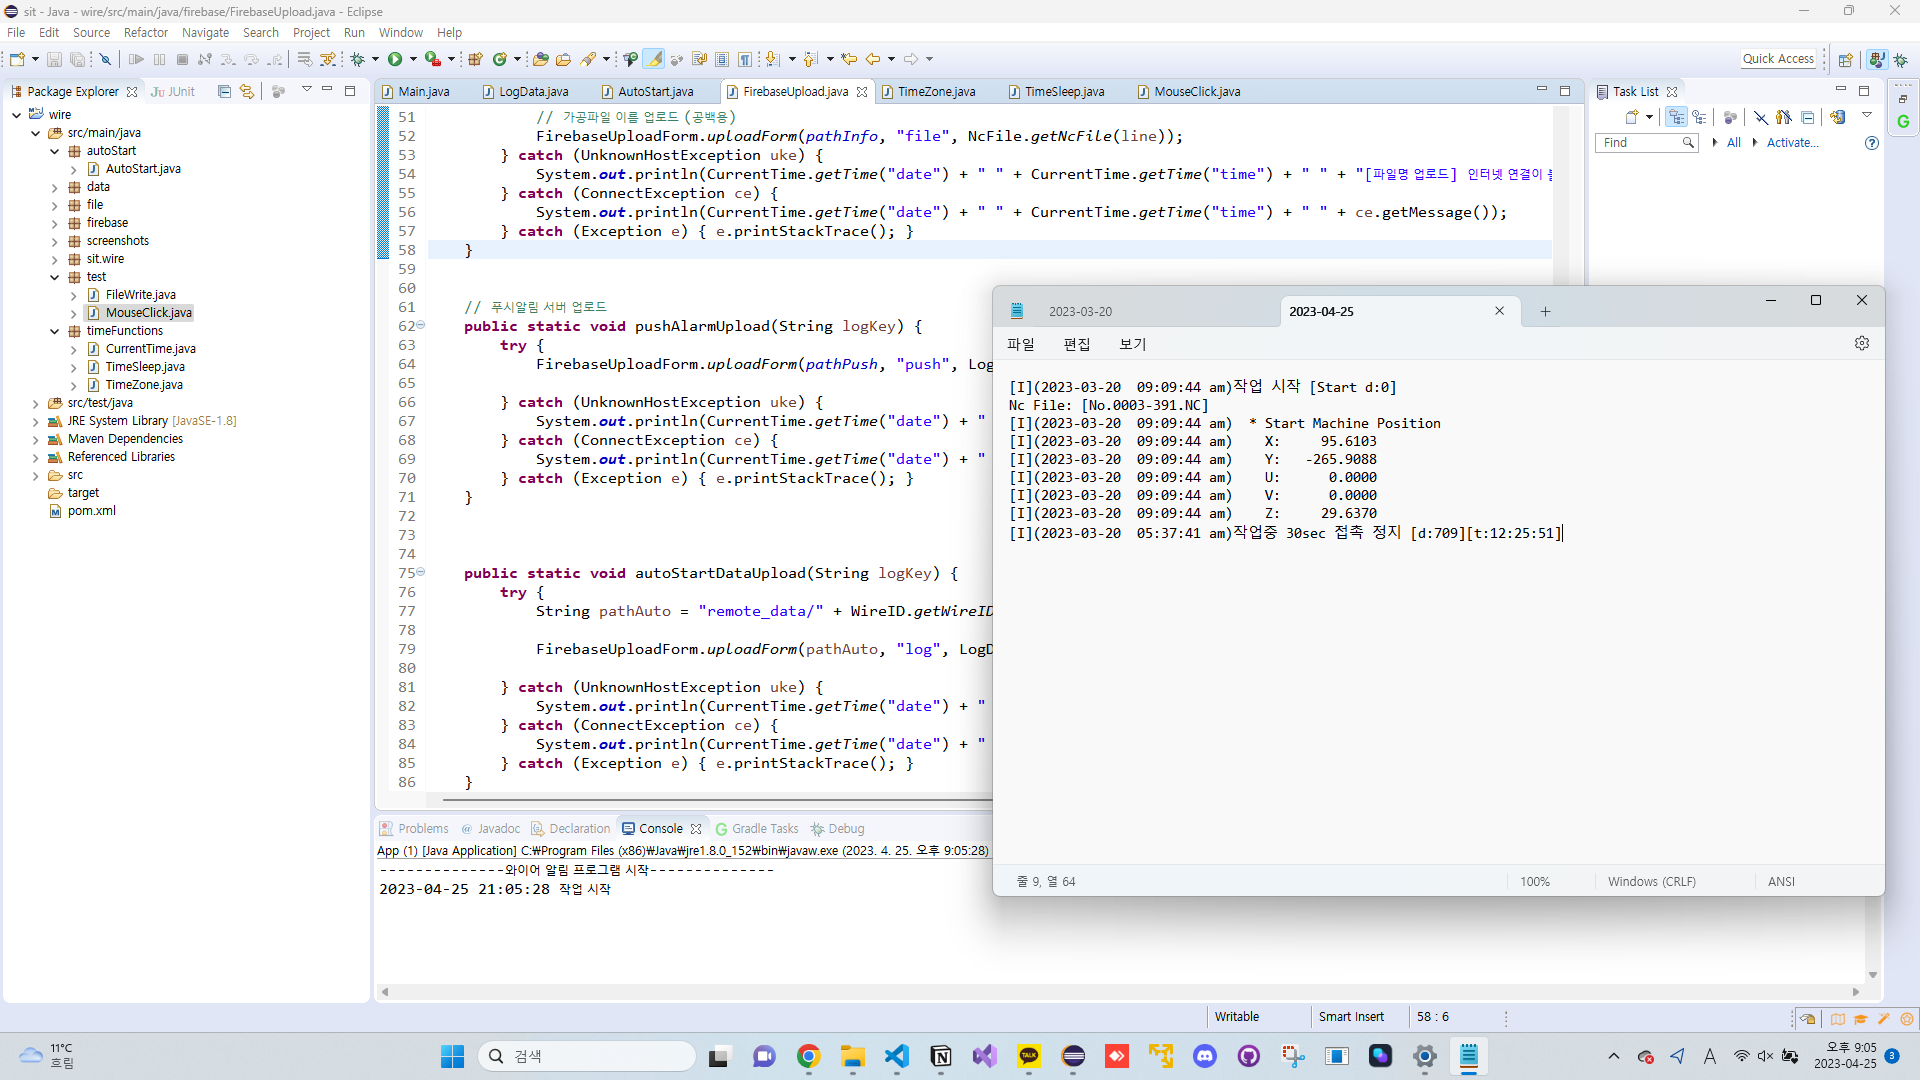 sit - Java - wire/src/main/java/firebase/FirebaseUpload.java - Eclipse
File Edit Source Refactor Navigate Search Project Run Window Help
Quick Access
Package Explorer JUnit
wire
src/main/java
autoStart
AutoStart.java
data
file
firebase
screenshots
sit.wire
test
FileWrite.java
MouseClick.java
timeFunctions
CurrentTime.java
TimeSleep.java
TimeZone.java
src/test/java
JRE System Library [JavaSE-1.8]
Maven Dependencies
Referenced Libraries
src
target
pom.xml
Main.java LogData.java AutoStart.java FirebaseUpload.java TimeZone.java TimeSleep.java MouseClick.java
51 // 가공파일 이름 업로드 (공백용)
52 FirebaseUploadForm.uploadForm(pathInfo, "file", NcFile.getNcFile(line));
53 } catch (UnknownHostException uke) {
54 System.out.println(CurrentTime.getTime("date") + " " + CurrentTime.getTime("time") + " " + "[파일명 업로드] 인터넷 연결이
55 } catch (ConnectException ce) {
56 System.out.println(CurrentTime.getTime("date") + " " + CurrentTime.getTime("time") + " " + ce.getMessage());
57 } catch (Exception e) { e.printStackTrace(); }
58 }
59
60
61 // 푸시알림 서버 업로드
62 public static void pushAlarmUpload(String logKey) {
63 try {
64 FirebaseUploadForm.uploadForm(pathPush, "push", Log
65
66 } catch (UnknownHostException uke) {
67 System.out.println(CurrentTime.getTime("date") + "
68 } catch (ConnectException ce) {
69 System.out.println(CurrentTime.getTime("date") + "
70 } catch (Exception e) { e.printStackTrace(); }
71 }
72
73
74
75 public static void autoStartDataUpload(String logKey) {
76 try {
77 String pathAuto = "remote_data/" + WireID.getWireID
78
79 FirebaseUploadForm.uploadForm(pathAuto, "log", LogD
80
81 } catch (UnknownHostException uke) {
82 System.out.println(CurrentTime.getTime("date") + "
83 } catch (ConnectException ce) {
84 System.out.println(CurrentTime.getTime("date") + "
85 } catch (Exception e) { e.printStackTrace(); }
86 }
Task List
Find All Activate...
2023-03-20 2023-04-25
파일 편집 보기
[I](2023-03-20 09:09:44 am)작업 시작 [Start d:0]
Nc File: [No.0003-391.NC]
[I](2023-03-20 09:09:44 am) * Start Machine Position
[I](2023-03-20 09:09:44 am) X: 95.6103
[I](2023-03-20 09:09:44 am) Y: -265.9088
[I](2023-03-20 09:09:44 am) U: 0.0000
[I](2023-03-20 09:09:44 am) V: 0.0000
[I](2023-03-20 09:09:44 am) Z: 29.6370
[I](2023-03-20 05:37:41 am)작업중 30sec 접촉 정지 [d:709][t:12:25:51]
줄 9, 열 64 100% Windows (CRLF) ANSI
Problems Javadoc Declaration Console Gradle Tasks Debug
App (1) [Java Application] C:₩Program Files (x86)₩Java₩jre1.8.0_152₩bin₩javaw.exe (2023. 4. 25. 오후 9:05:28)
--------------와이어 알림 프로그램 시작--------------
2023-04-25 21:05:28 작업 시작
Writable Smart Insert 58 : 6
11°C
흐림
검색
TALK
A
오후 9:05
2023-04-25
3